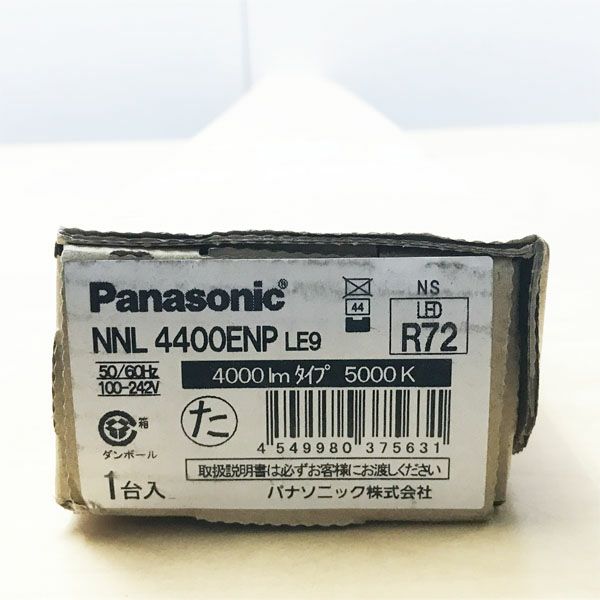 Panasonic®
NNL 4400ENP LE9
50/60Hz
100-242V
4000 lm タイプ 5000 K
44
NS
LED
R72
た
箱
ダンボール
4 549980 375631
1台入
取扱説明書は必ずお客様にお渡しください
パナソニック株式会社